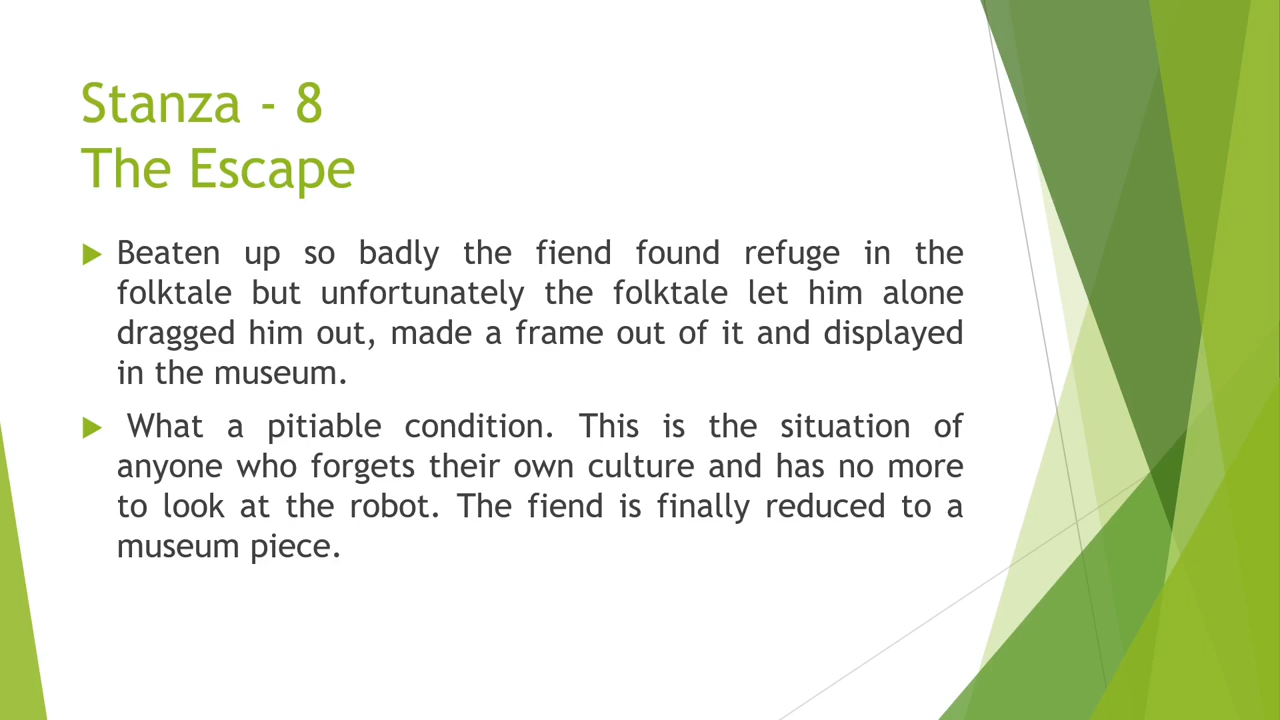 Stanza - 8
The Escape
Beaten up so badly the fiend found refuge in the
folktale but unfortunately the folktale let him alone
dragged him out, made a frame out of it and displayed
in the museum.
What a pitiable condition. This is the situation of
anyone who forgets their own culture and has no more
to look at the robot. The fiend is finally reduced to a
museum piece.